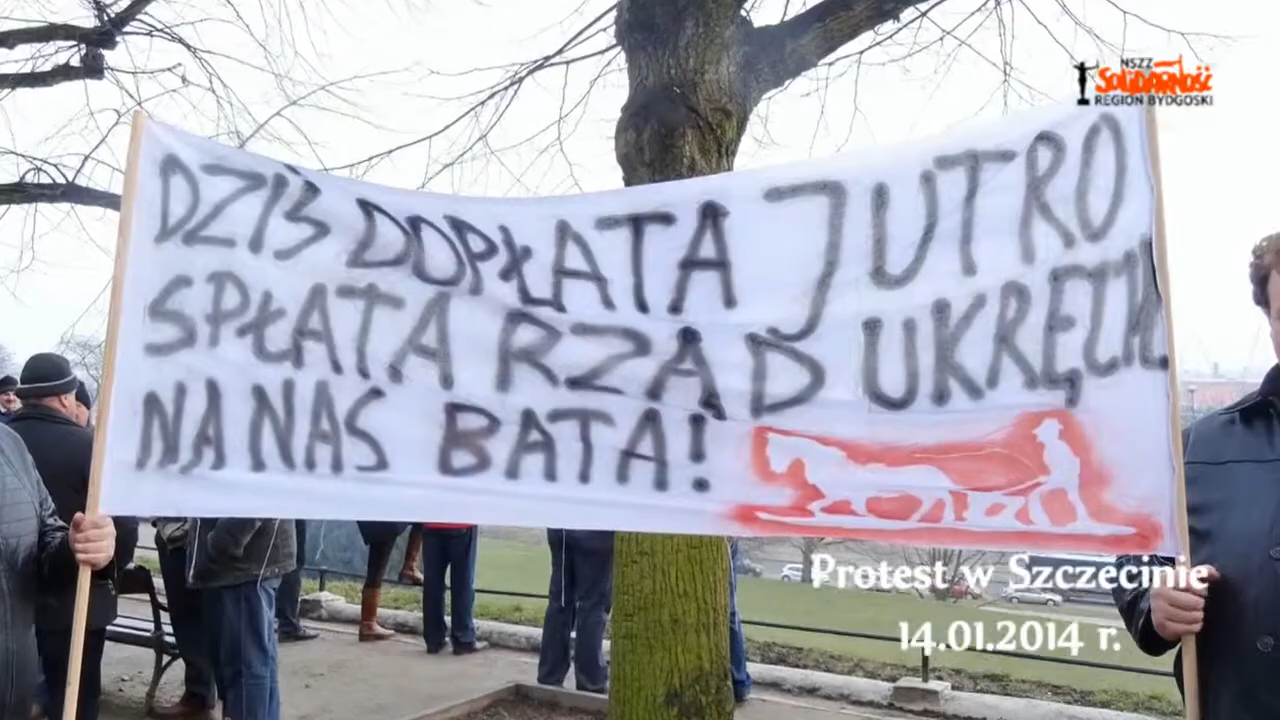 NSZZ
Solidarność
REGION BYDGOSKI
DZIŚ DOPŁATA JUTRO
SPŁATA RZĄD UKRĘCIŁ
NA NAS BATA!
Protest w Szczecinie
14.01.2014 r.